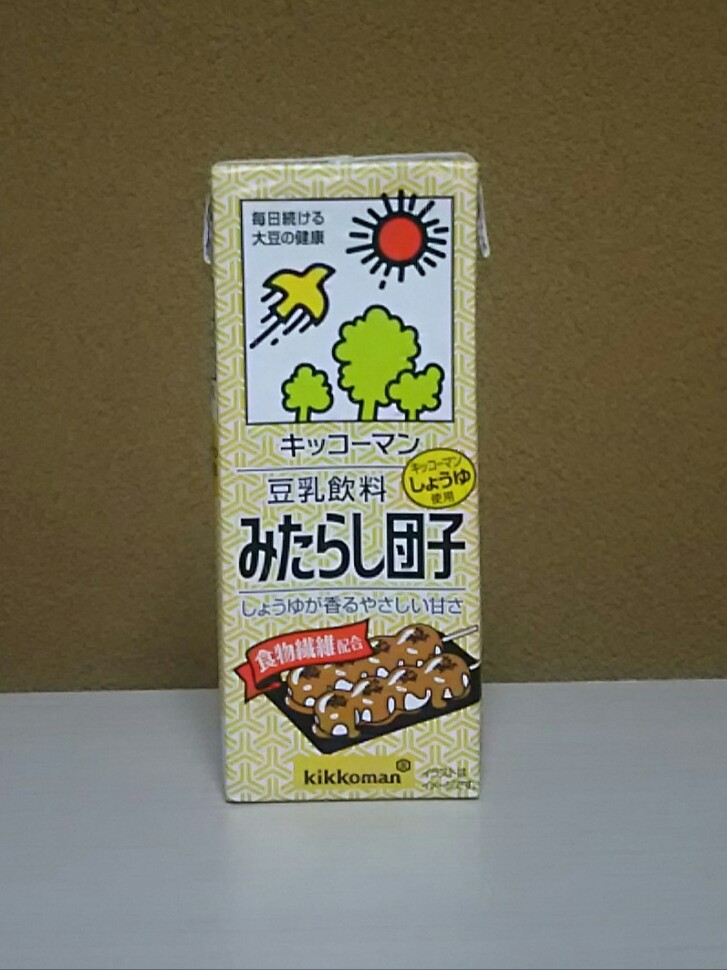 毎日続ける
大豆の健康
キッコーマン
豆乳飲料
キッコーマン
しょうゆ
使用
みたらし団子
しょうゆが香るやさしい甘さ
食物繊維配合
kikkoman®
イラストは
イメージです。